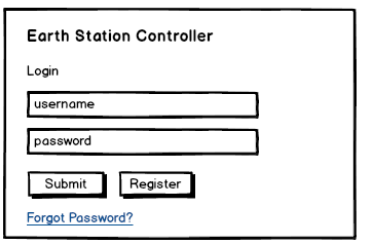 Earth Station Controller
Login
username
password
Submit Register
Forgot Password?